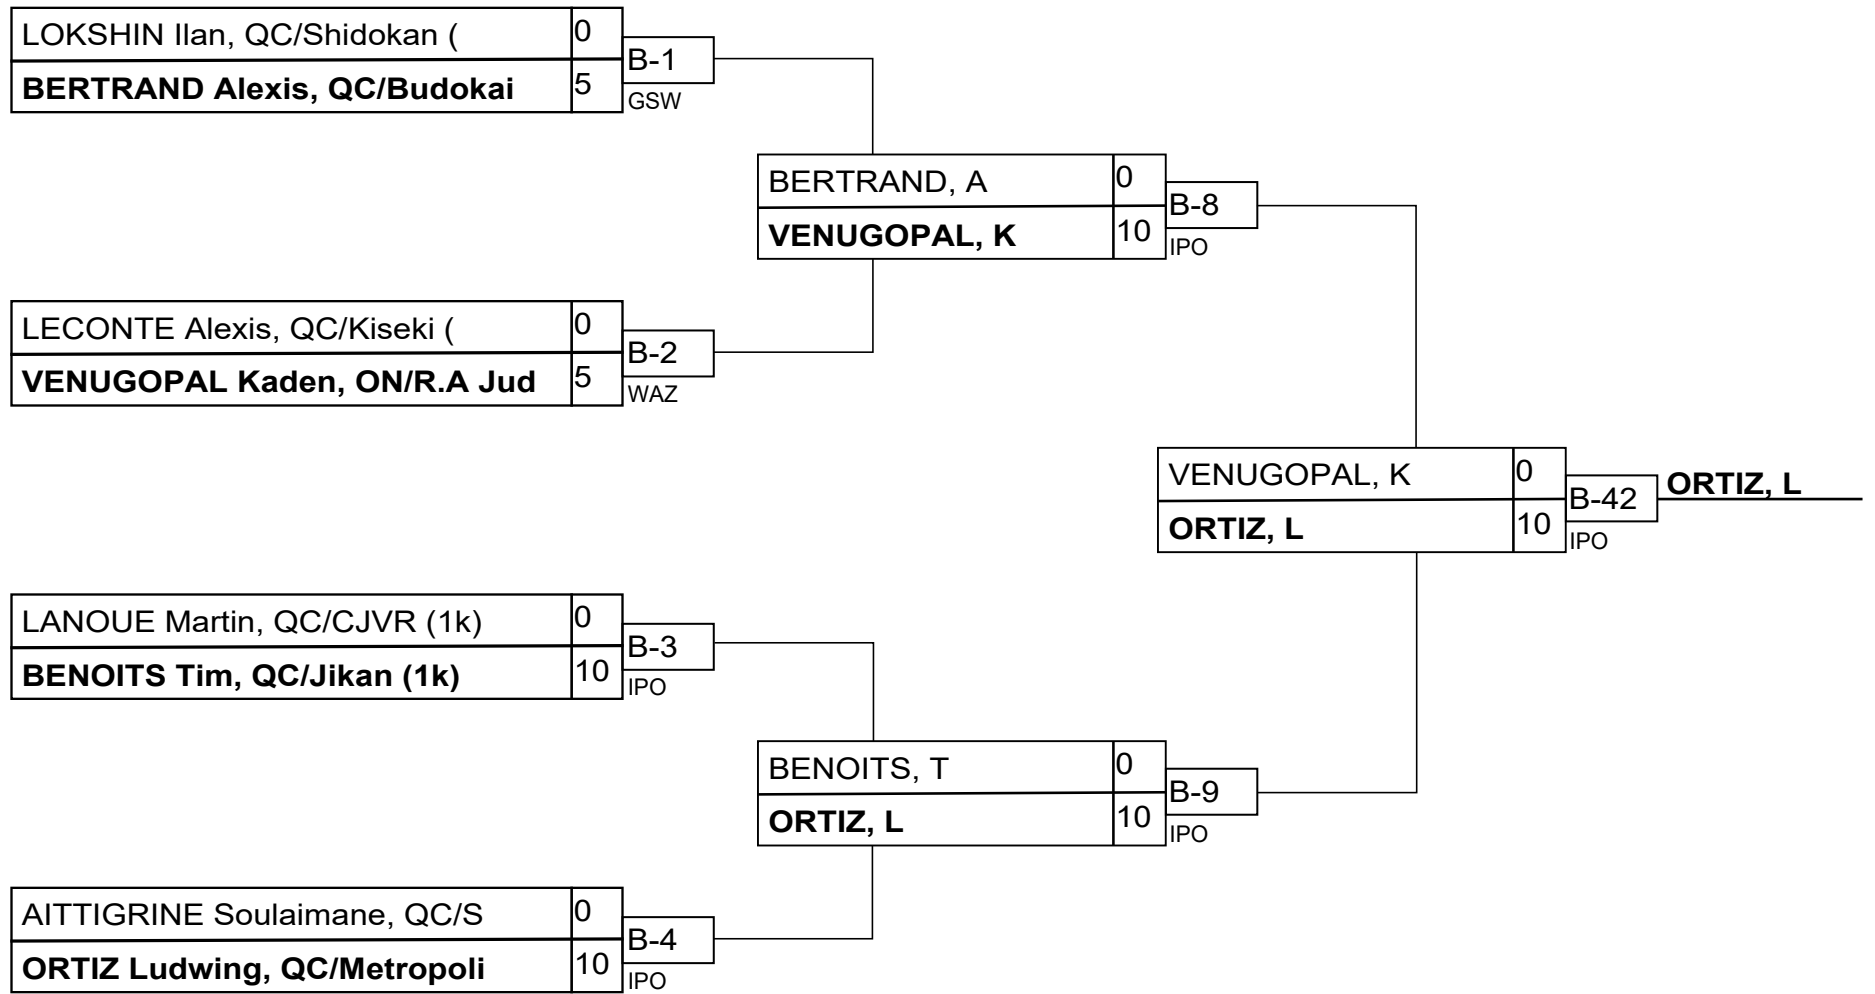 LOKSHIN Ilan, QC/Shidokan ( 0
B-1
BERTRAND Alexis, QC/Budokai 5
GSW
BERTRAND, A 0
B-8
VENUGOPAL, K 10
IPO
LECONTE Alexis, QC/Kiseki ( 0
B-2
VENUGOPAL Kaden, ON/R.A Jud 5
WAZ
VENUGOPAL, K 0
B-42
ORTIZ, L
ORTIZ, L 10
IPO
LANOUE Martin, QC/CJVR (1k) 0
B-3
BENOITS Tim, QC/Jikan (1k) 10
IPO
BENOITS, T 0
B-9
ORTIZ, L 10
IPO
AITTIGRINE Soulaimane, QC/S 0
B-4
ORTIZ Ludwing, QC/Metropoli 10
IPO